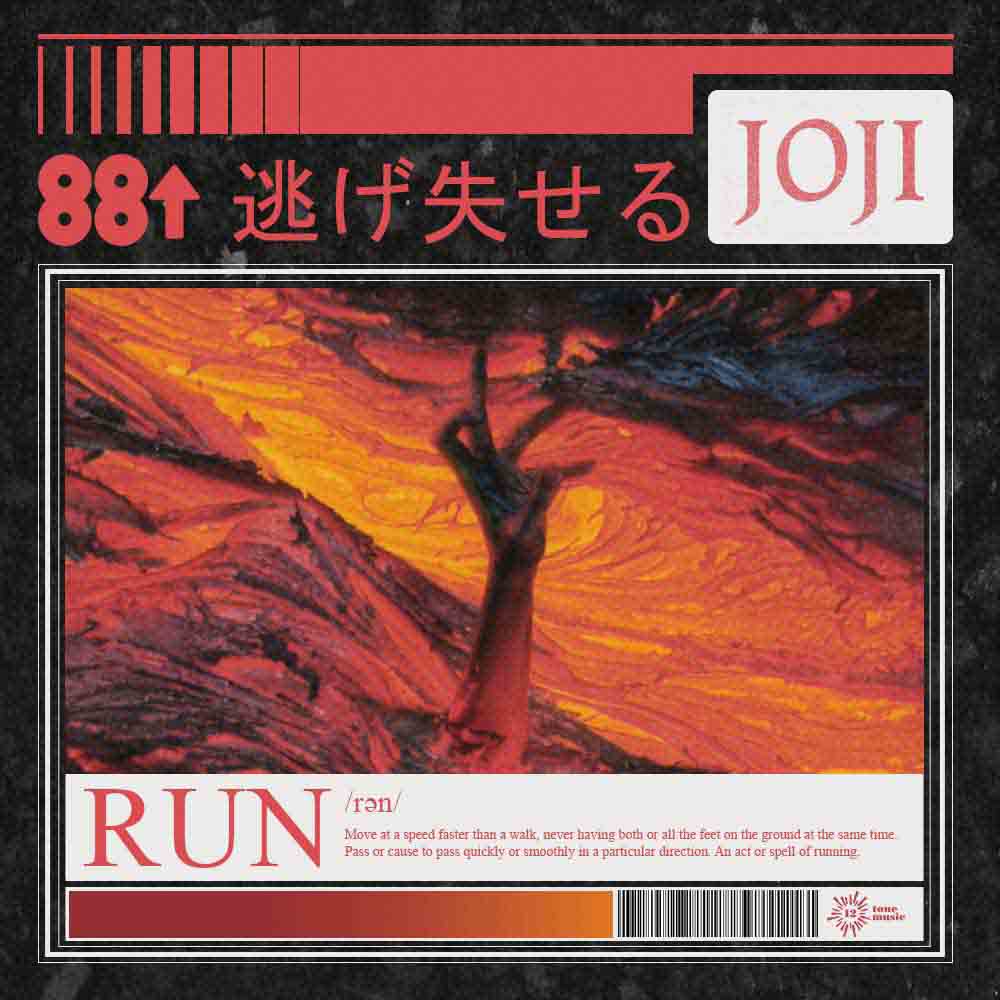 JOJI
88↑ 逃げ失せる
RUN
/rən/
Move at a speed faster than a walk, never having both or all the feet on the ground at the same time.
Pass or cause to pass quickly or smoothly in a particular direction. An act or spell of running.
12
tone
music